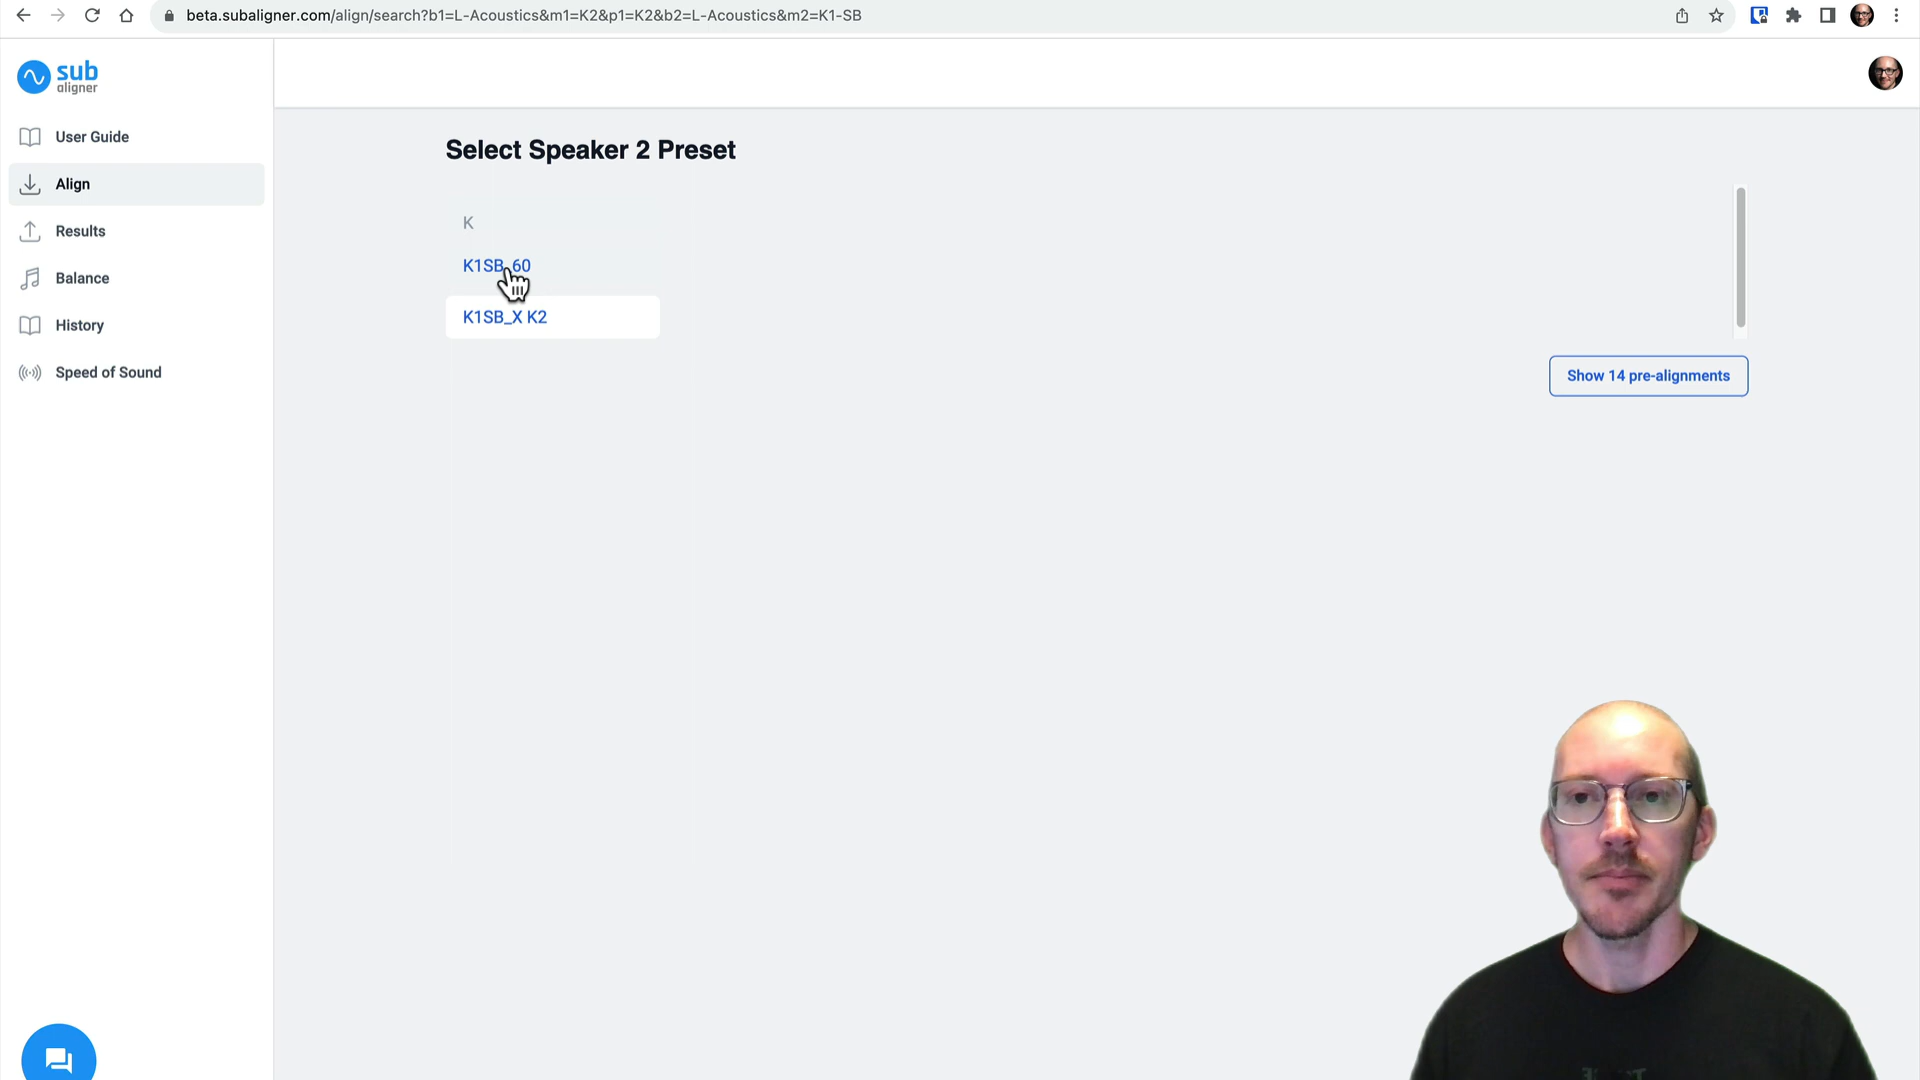 beta.subaligner.com/align/search?b1=L-Acoustics&m1=K2&p1=K2&b2=L-Acoustics&m2=K1-SB
sub
aligner
User Guide
Align
Results
Balance
History
Speed of Sound
Select Speaker 2 Preset
K
K1SB_60
K1SB_X K2
Show 14 pre-alignments